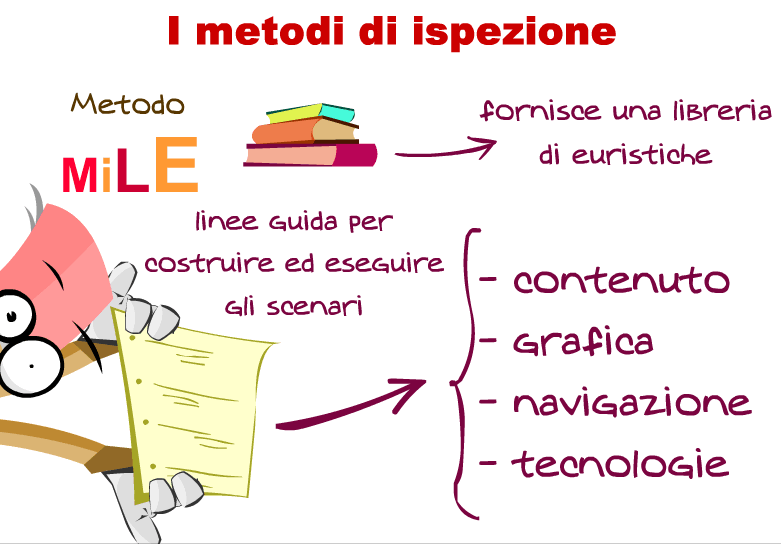 I metodi di ispezione
Metodo
MiLE
fornisce una libreria
di euristiche
linee guida per
costruire ed eseguire
gli scenari
- contenuto
- grafica
- navigazione
- tecnologie